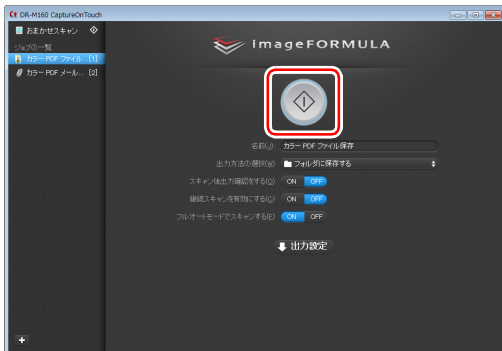 DR-M160 CaptureOnTouch
おまかせスキャン
ジョブの一覧
カラー PDF ファイル [1]
カラー PDF メール... [2]
imageFORMULA
名前(J) カラー PDF ファイル保存
出力方法の選択(W) フォルダに保存する
スキャン後出力確認をする(O) ON OFF
継続スキャンを有効にする(C) ON OFF
フルオートモードでスキャンする(F) ON OFF
出力設定